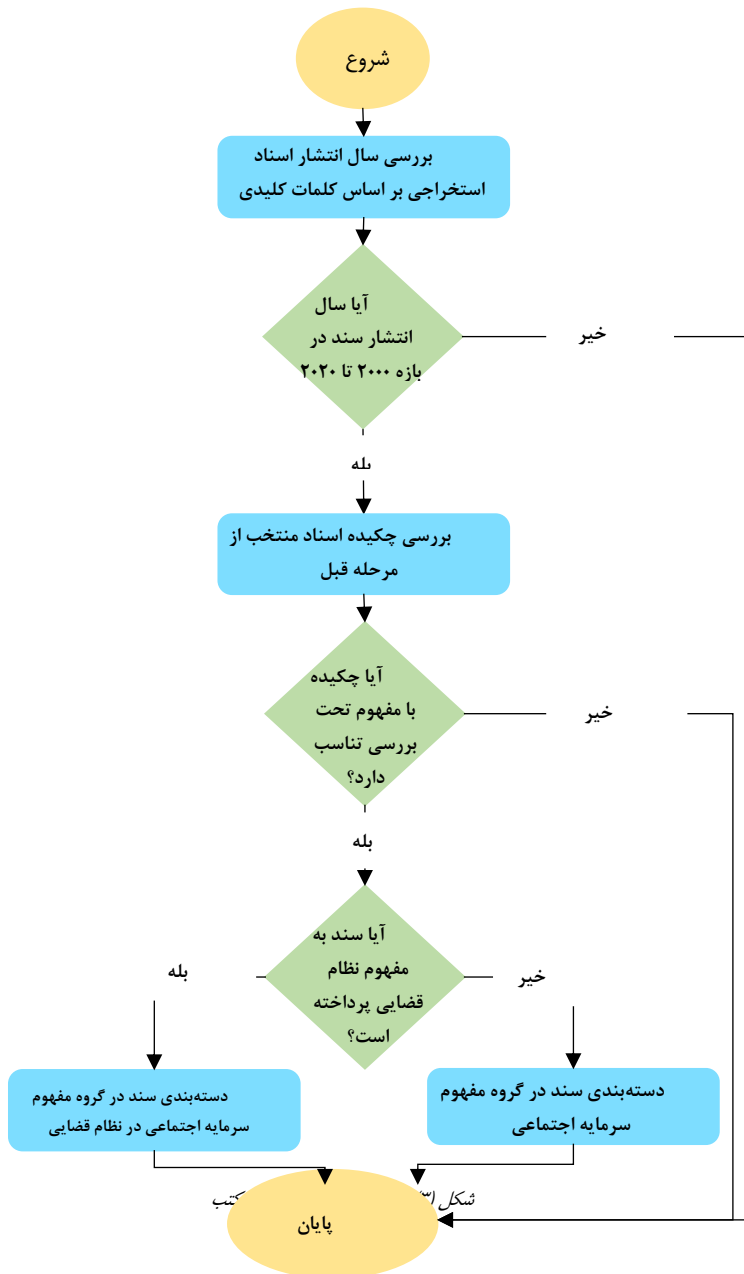 شروع
بررسی سال انتشار اسناد
استخراجی بر اساس کلمات کلیدی
آیا سال
انتشار سند در
بازه ۲۰۰۰ تا ۲۰۲۰
خیر
بله
بررسی چکیده اسناد منتخب از
مرحله قبل
آیا چکیده
با مفهوم تحت
بررسی تناسب
دارد؟
خیر
بله
آیا سند به
مفهوم نظام
قضایی پرداخته
است؟
خیر
بله
دسته‌بندی سند در گروه مفهوم
سرمایه اجتماعی
دسته‌بندی سند در گروه مفهوم
سرمایه اجتماعی در نظام قضایی
شکل (۳)
پایان